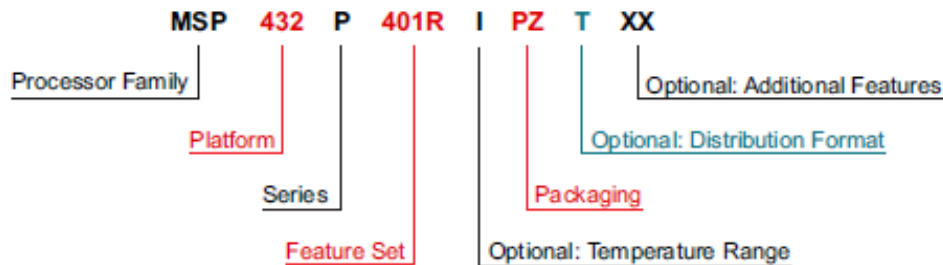 MSP 432 P 401R I PZ T XX
Processor Family
Optional: Additional Features
Platform
Optional: Distribution Format
Series
Packaging
Feature Set
Optional: Temperature Range